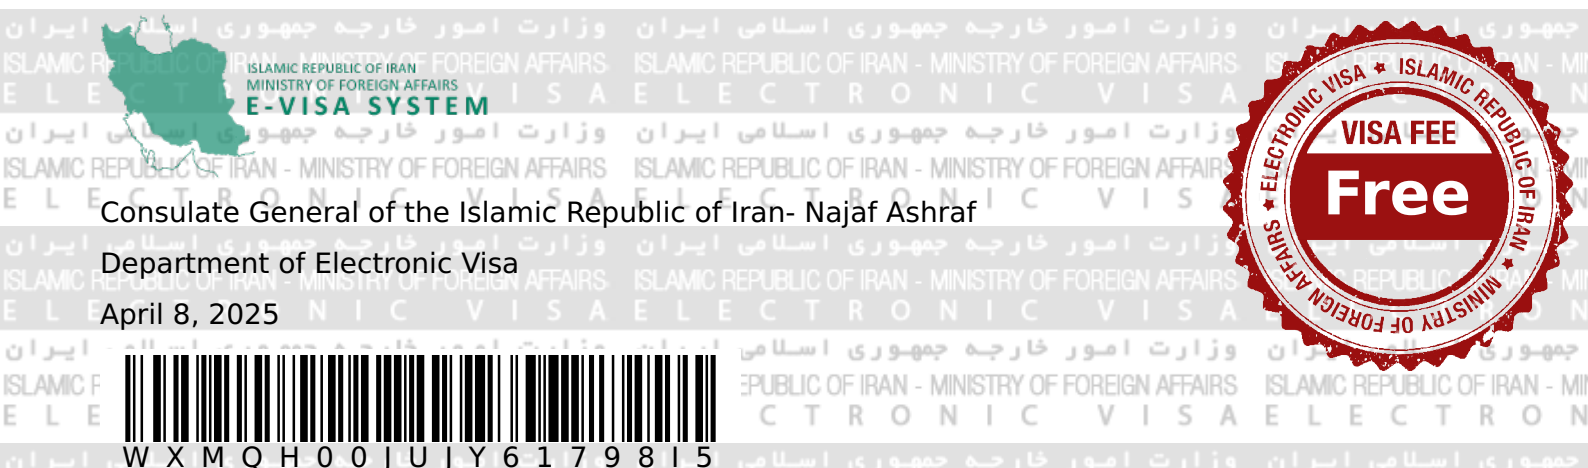 ISLAMIC REPUBLIC OF IRAN
MINISTRY OF FOREIGN AFFAIRS
E-VISA SYSTEM
ELECTRONIC VISA ★ ISLAMIC REPUBLIC OF IRAN ★ MINISTRY OF FOREIGN AFFAIRS ★
VISA FEE
Free
Consulate General of the Islamic Republic of Iran- Najaf Ashraf
Department of Electronic Visa
April 8, 2025
WXMQH00JUJY61798I5
جمهوری اسلامی ایران وزارت امور خارجه
ISLAMIC REPUBLIC OF IRAN - MINISTRY OF FOREIGN AFFAIRS
ELECTRONIC VISA